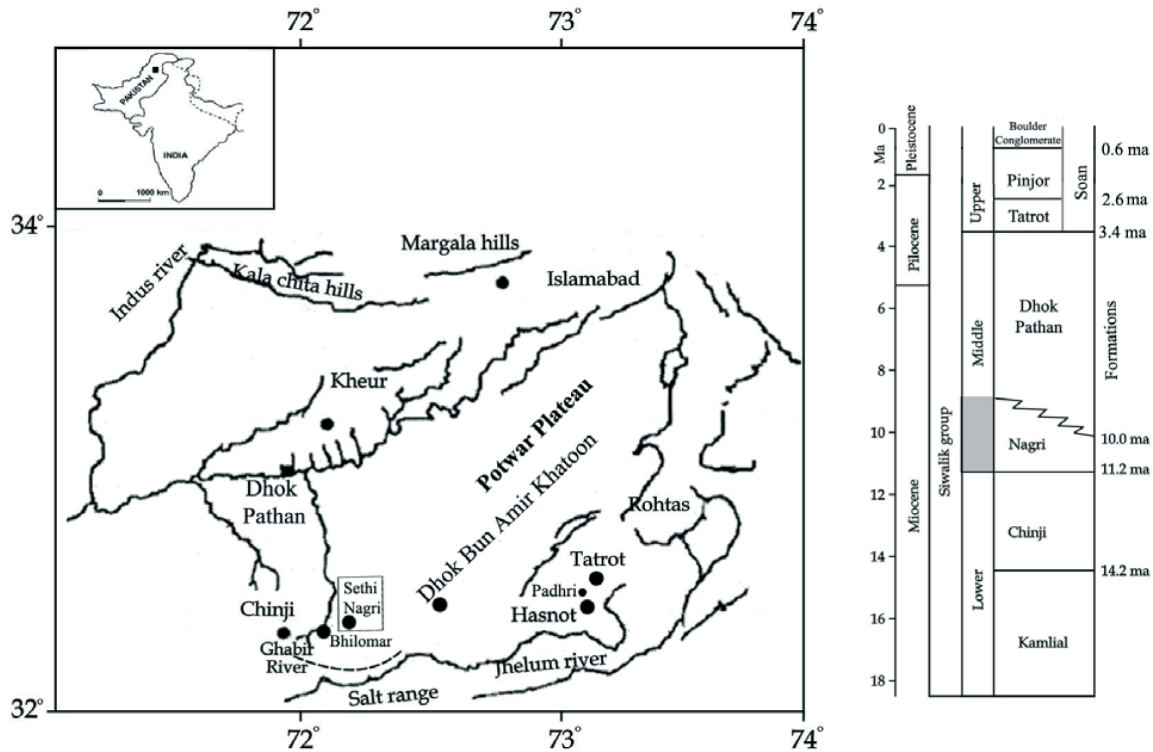 72°
73°
74°
PAKISTAN
INDIA
0
1000 km
34°
Margala hills
Indus river
Kala chita hills
Islamabad
Kheur
Potwar Plateau
Dhok
Pathan
Dhok Bun Amir Khatoon
Rohtas
Tatrot
Sethi
Nagri
Padhri
Chinji
Hasnot
Bhilomar
Ghabir
River
Jhelum river
Salt range
32°
72°
73°
74°
0
Ma
2
4
6
8
10
12
14
16
18
Pleistocene
Pilocene
Miocene
Siwalik group
Upper
Middle
Lower
Boulder
Conglomerate
Pinjor
Tatrot
Soan
Dhok
Pathan
Nagri
Chinji
Kamlial
Formations
0.6 ma
2.6 ma
3.4 ma
10.0 ma
11.2 ma
14.2 ma